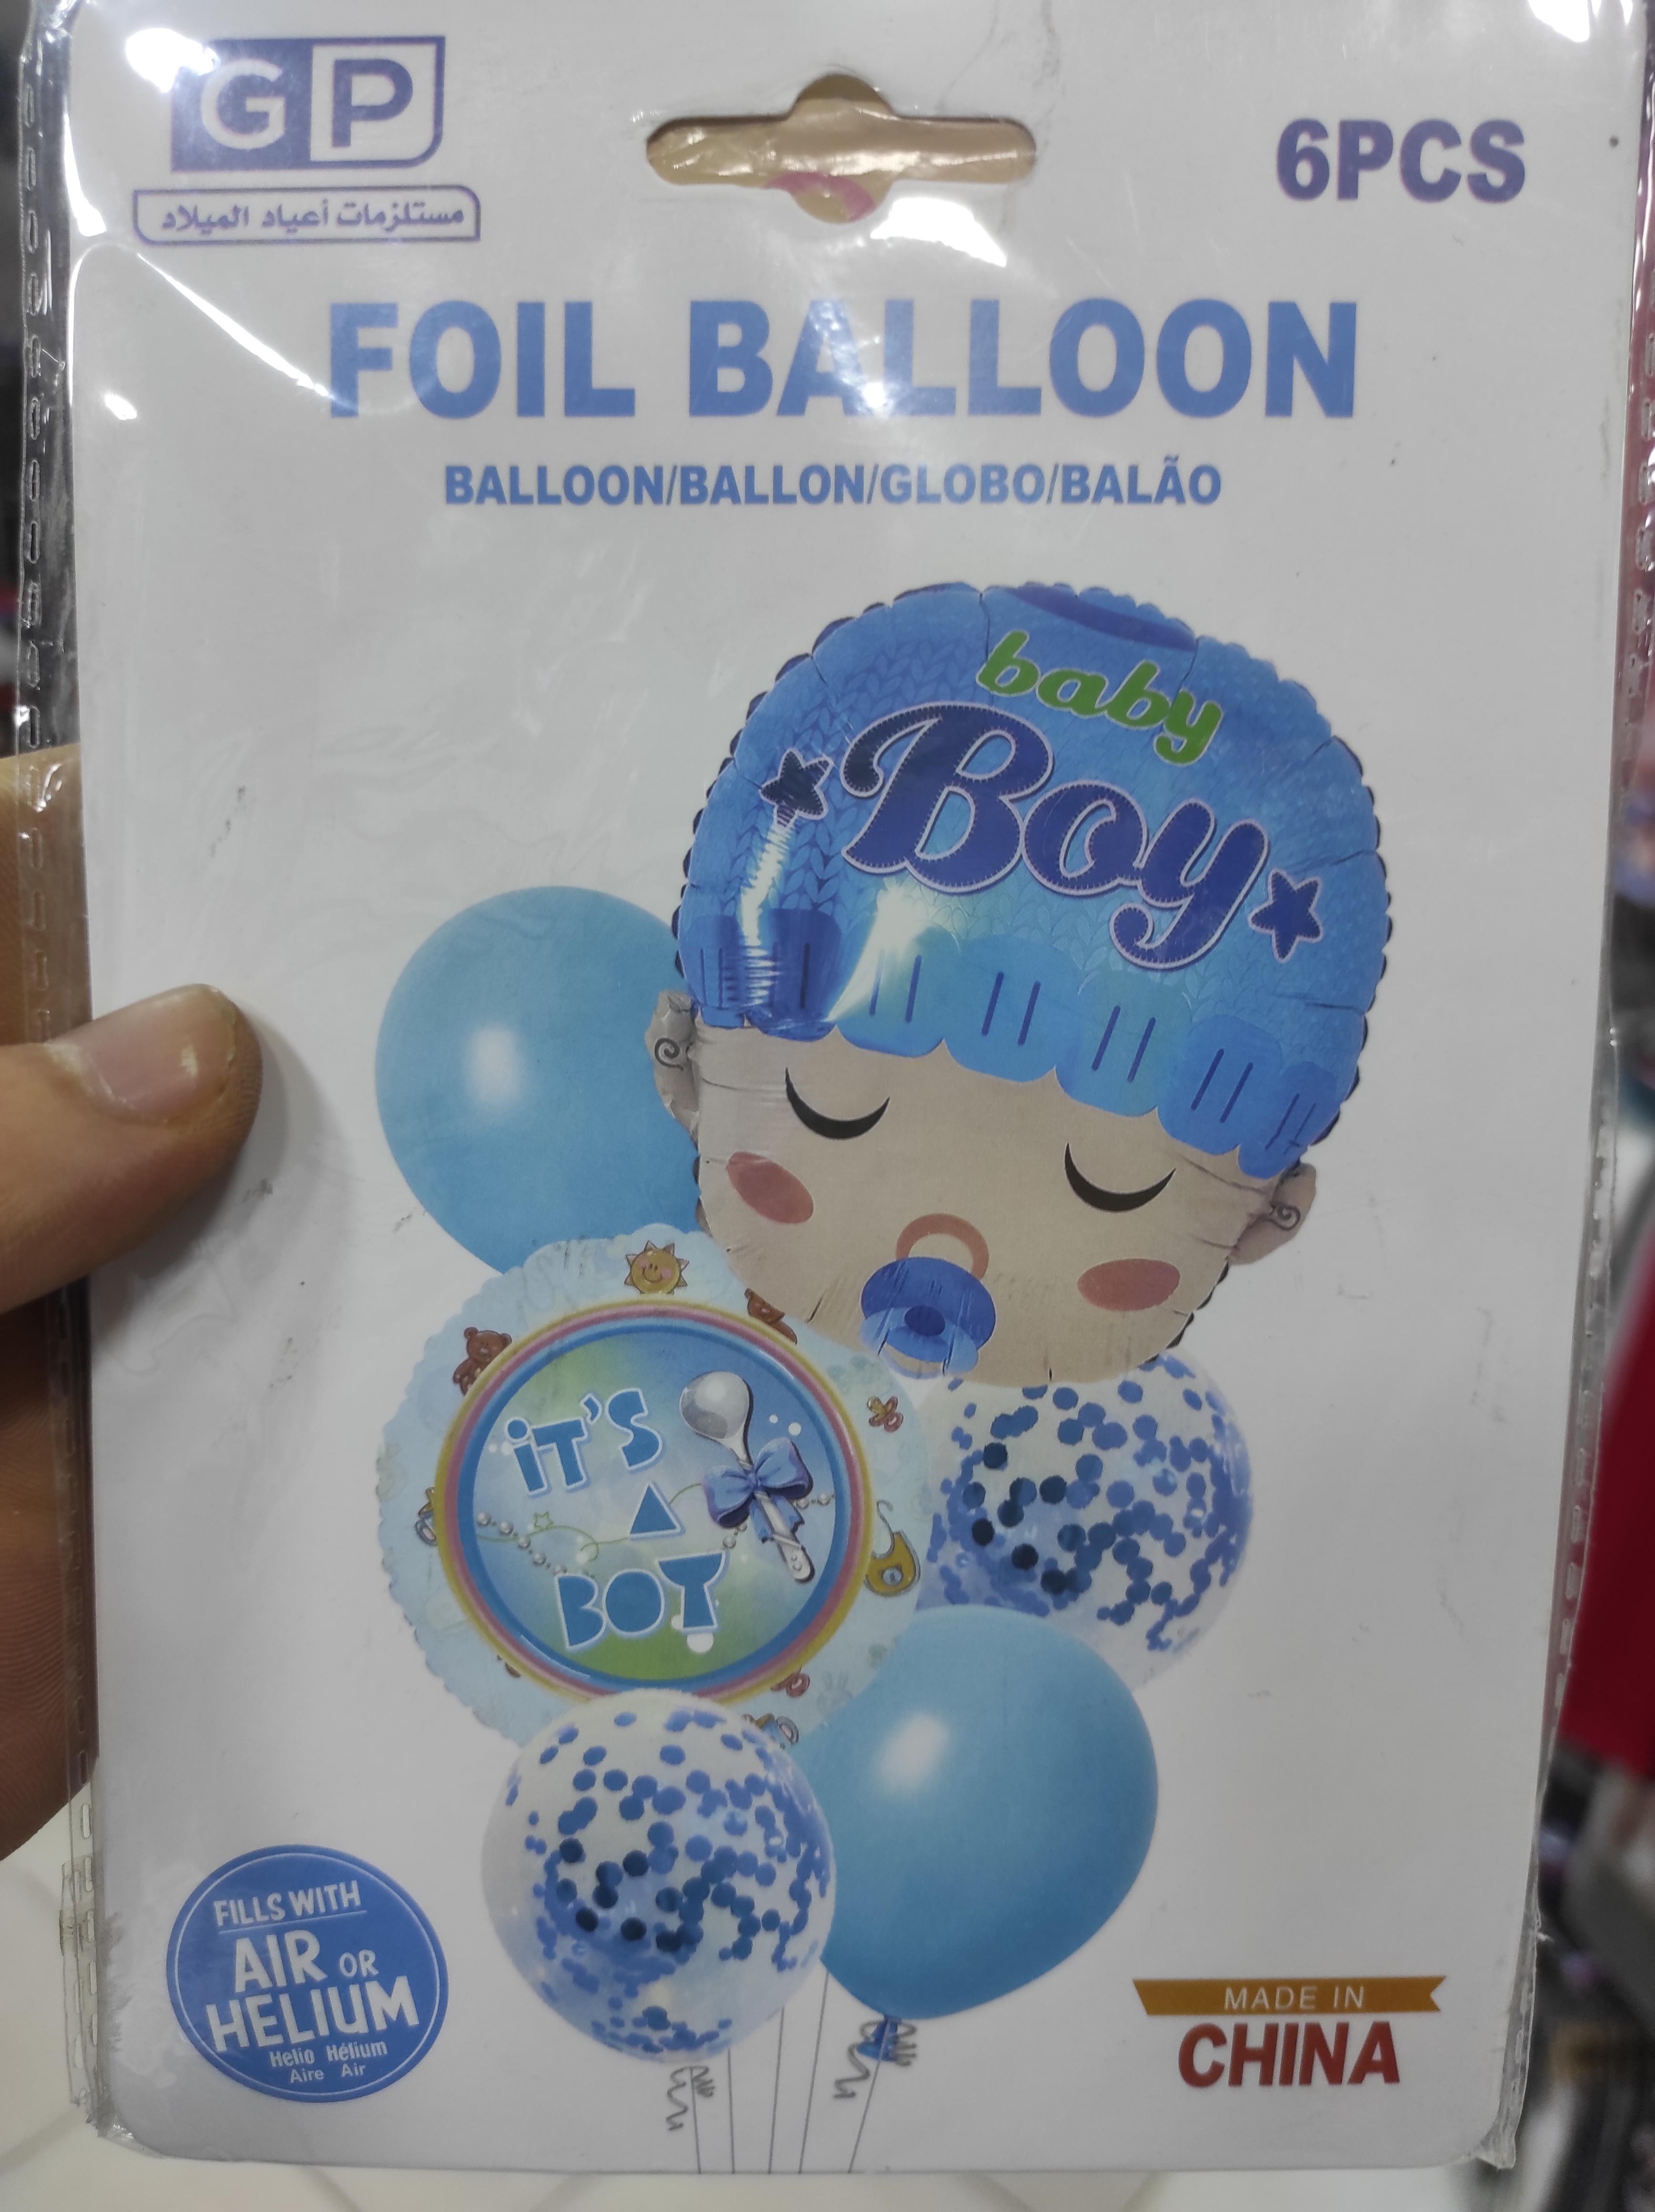 GP
مستلزمات أعياد الميلاد
6PCS
FOIL BALLOON
BALLOON/BALLON/GLOBO/BALÃO
baby
Boy
iT'S
A
BOY
FILLS WITH
AIR OR
HELIUM
Helio Hélium
Aire Air
MADE IN
CHINA